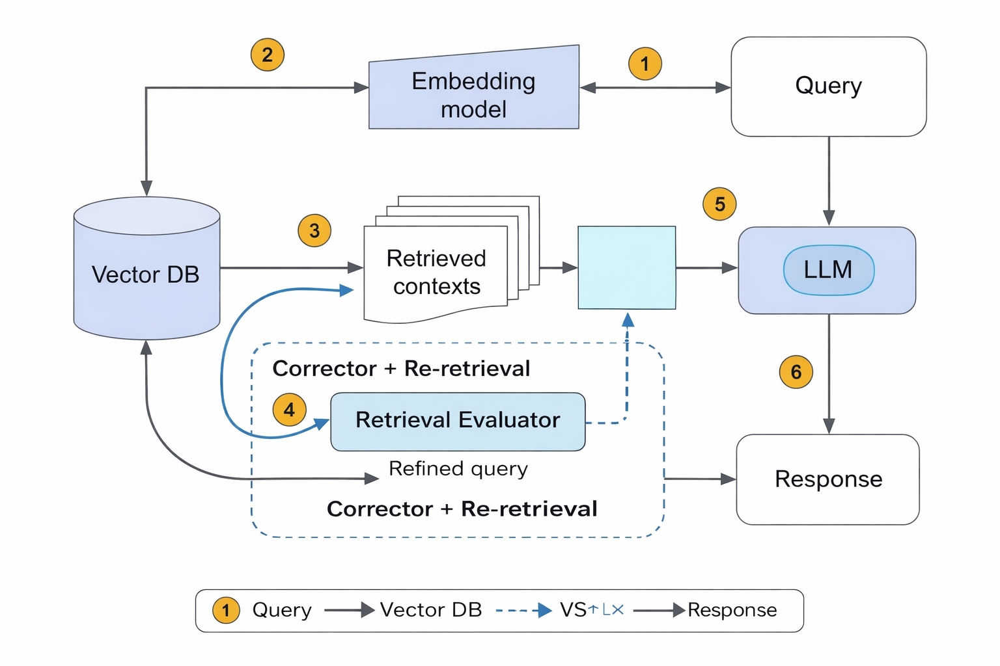 2
1
Embedding
model
Query
3
5
Vector DB
Retrieved
contexts
LLM
Corrector + Re-retrieval
4
Retrieval Evaluator
6
Refined query
Response
Corrector + Re-retrieval
1 Query Vector DB VS Response